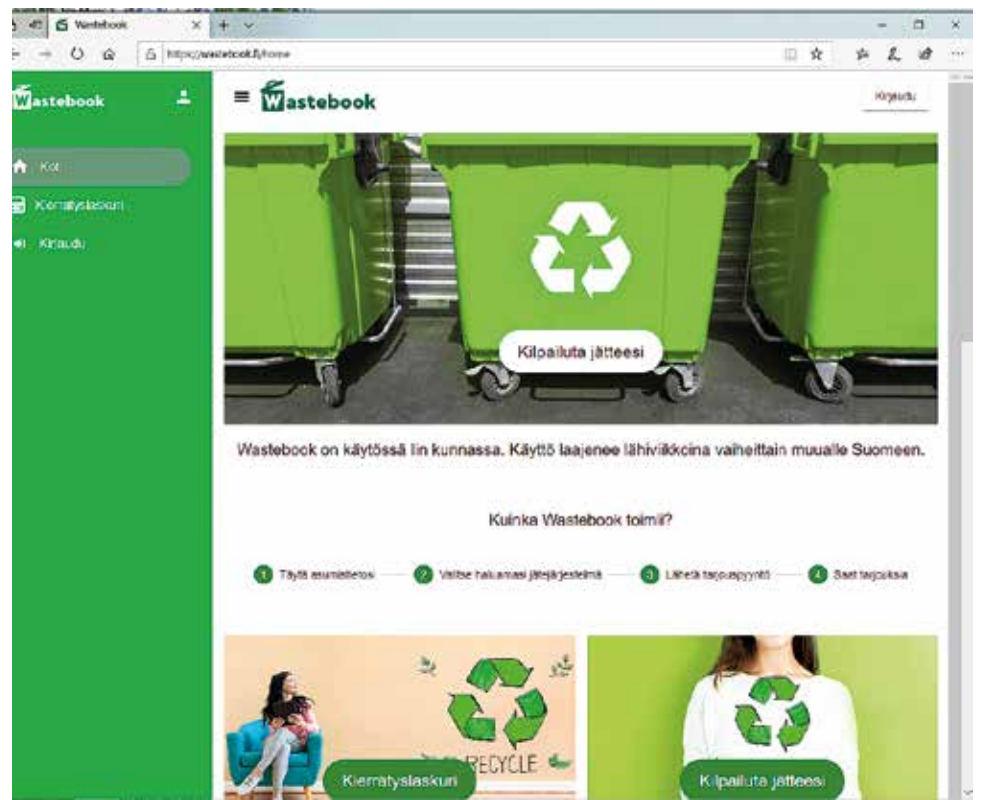 Wastebook
https://wastebook.fi/home
Wastebook
Koti
Kierrätyslaskuri
Kirjaudu
Wastebook
Kirjaudu
Kilpailuta jätteesi
Wastebook on käytössä Iin kunnassa. Käyttö laajenee lähiviikkoina vaiheittain muualle Suomeen.
Kuinka Wastebook toimii?
1 Täytä asumistietosi
2 Valitse haluamasi jätejärjestelmä
3 Lähetä tarjouspyyntö
4 Saat tarjouksia
RECYCLE
Kierrätyslaskuri
Kilpailuta jätteesi